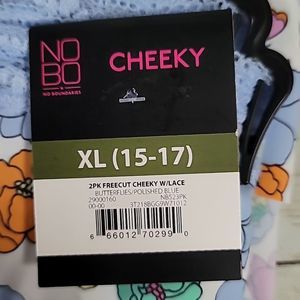 NO
BO
NO BOUNDARIES
CHEEKY
XL (15-17)
2PK FREECUT CHEEKY W/LACE
BUTTERFLIES/POLISHED BLUE
29000160 NB523PK
00-00 3T218BGG9W71012
6 66012 70299 0